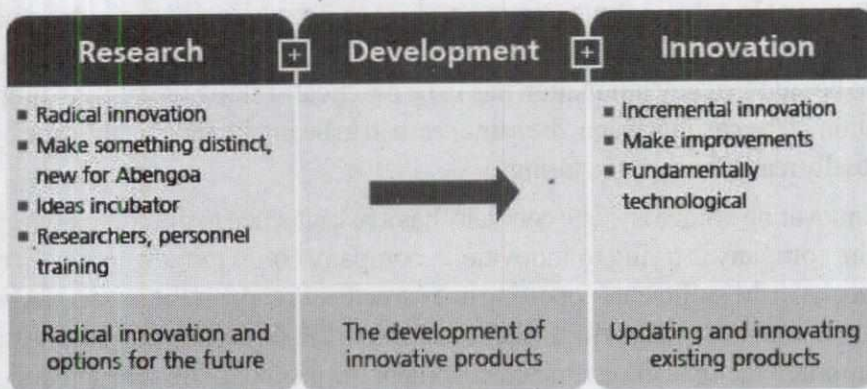 Research
+
Development
+
Innovation
▪ Radical innovation
▪ Make something distinct,
new for Abengoa
▪ Ideas incubator
▪ Researchers, personnel
training
▪ Incremental innovation
▪ Make improvements
▪ Fundamentally
technological
Radical innovation and
options for the future
The development of
innovative products
Updating and innovating
existing products